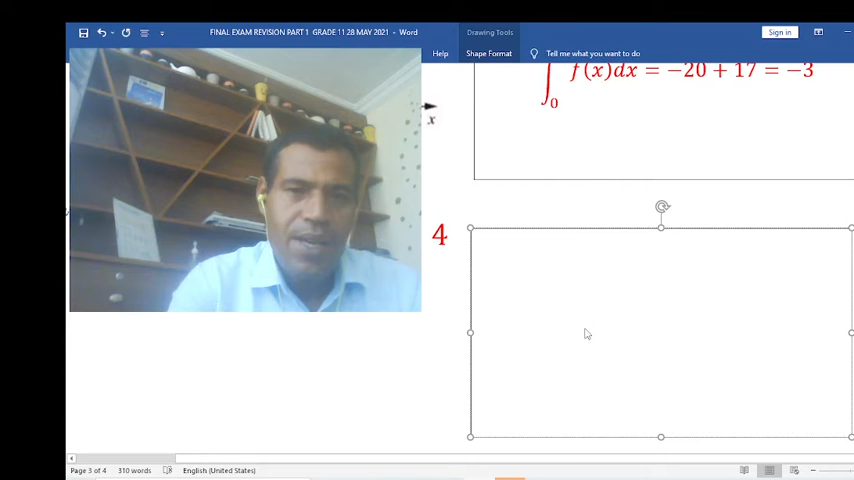 FINAL EXAM REVISION PART 1 GRADE 11 28 MAY 2021 - Word
Drawing Tools
Sign in
Help
Shape Format
Tell me what you want to do
∫₀ f(x)dx = −20 + 17 = −3
x
4
Page 3 of 4
310 words
English (United States)